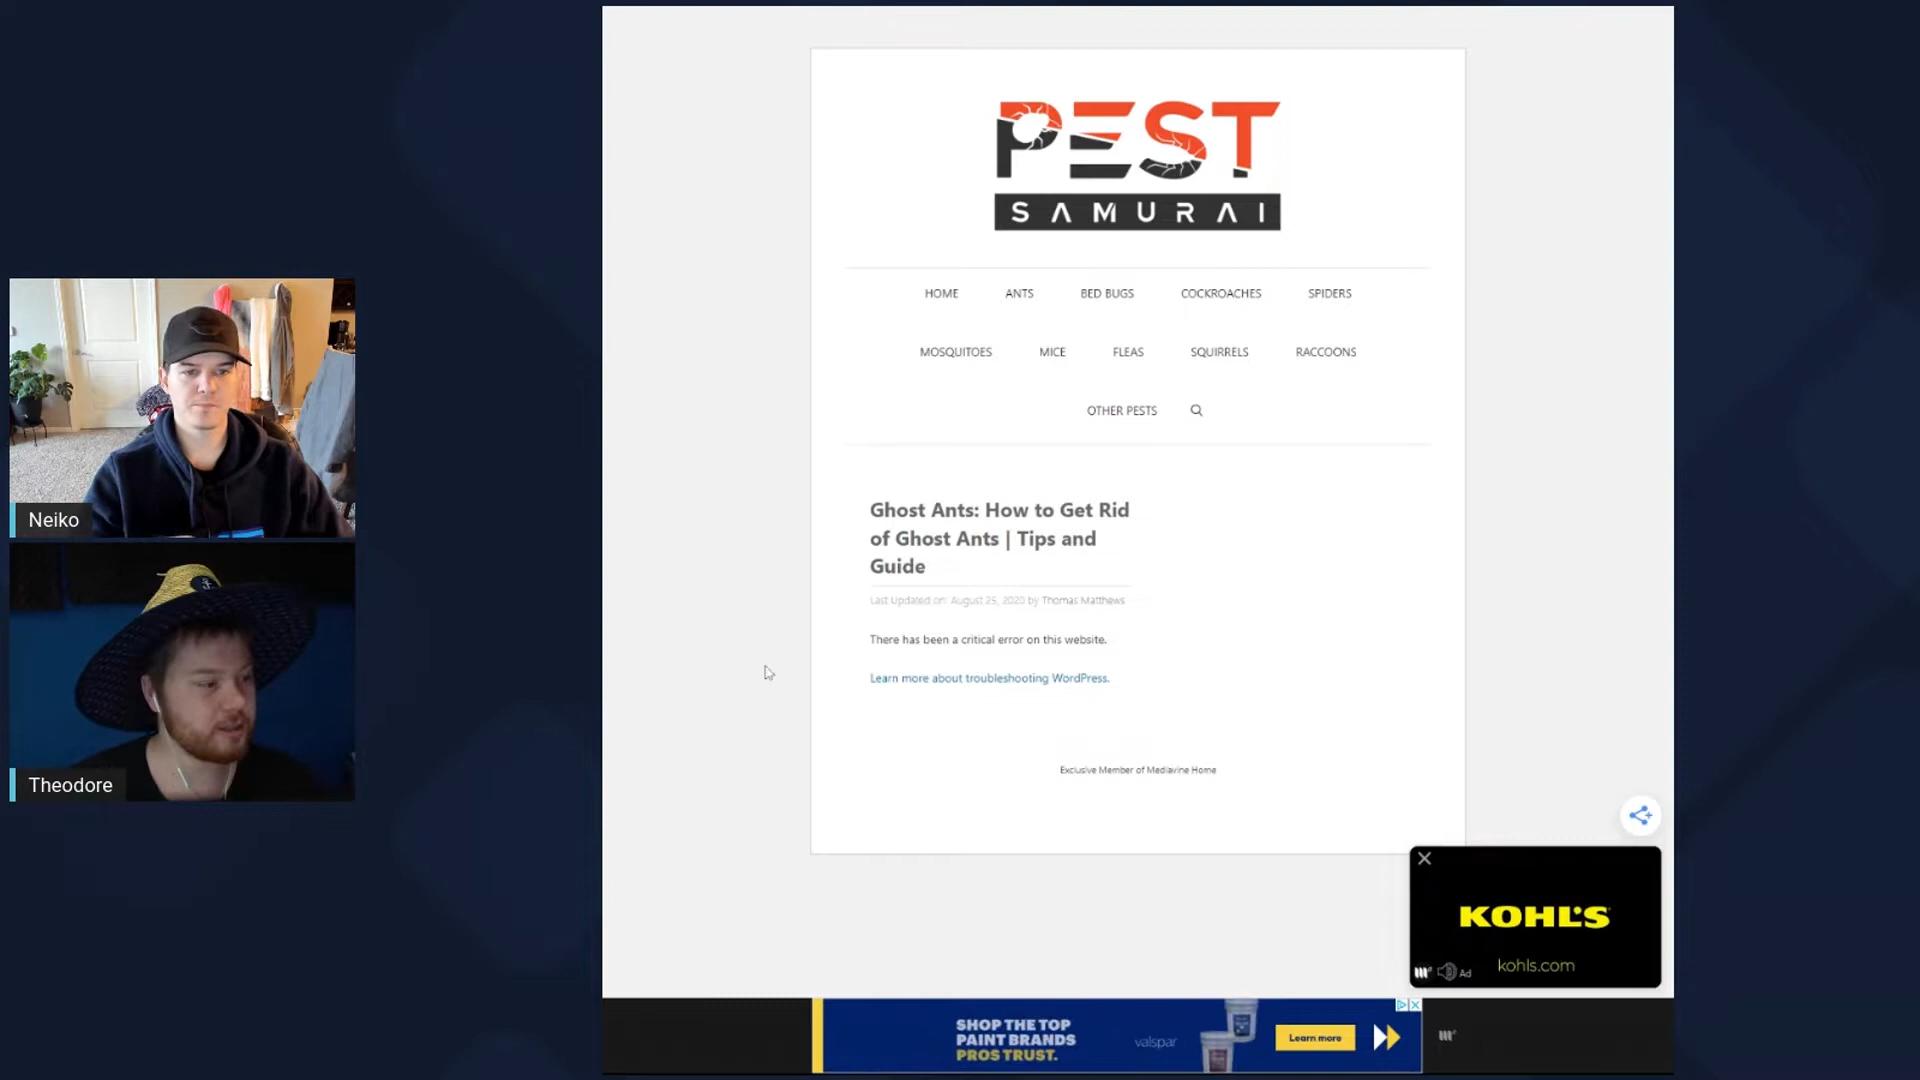 Neiko
Theodore
PEST
SAMURAI
HOME ANTS BED BUGS COCKROACHES SPIDERS
MOSQUITOES MICE FLEAS SQUIRRELS RACCOONS
OTHER PESTS
Ghost Ants: How to Get Rid
of Ghost Ants | Tips and
Guide
Last Updated on: August 25, 2020 by Thomas Matthews
There has been a critical error on this website.
Learn more about troubleshooting WordPress.
Exclusive Member of Mediavine Home
KOHL'S
kohls.com
Ad
SHOP THE TOP
PAINT BRANDS
PROS TRUST.
valspar
Learn more